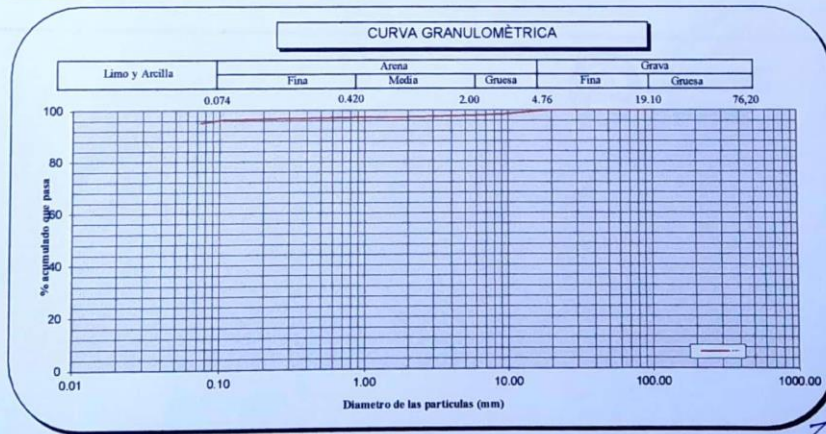 CURVA GRANULOMÈTRICA
Limo y Arcilla
Arena
Grava
Fina
Media
Gruesa
Fina
Gruesa
0.074
0.420
2.00
4.76
19.10
76,20
100
80
60
40
20
0
% acumulado que pasa
0.01
0.10
1.00
10.00
100.00
1000.00
Diametro de las particulas (mm)